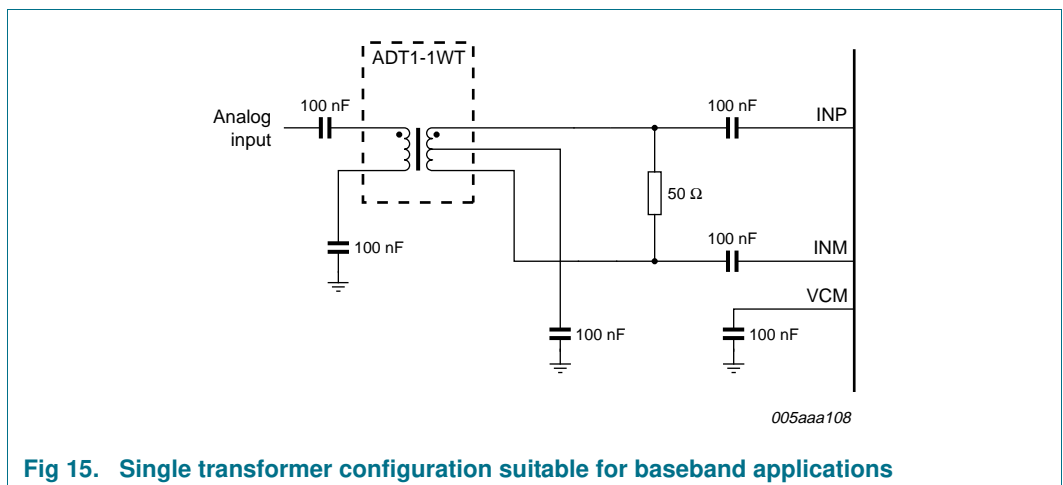 ADT1-1WT
100 nF
Analog
input
100 nF
INP
50 Ω
100 nF
100 nF
INM
VCM
100 nF
100 nF
005aaa108
Fig 15. Single transformer configuration suitable for baseband applications